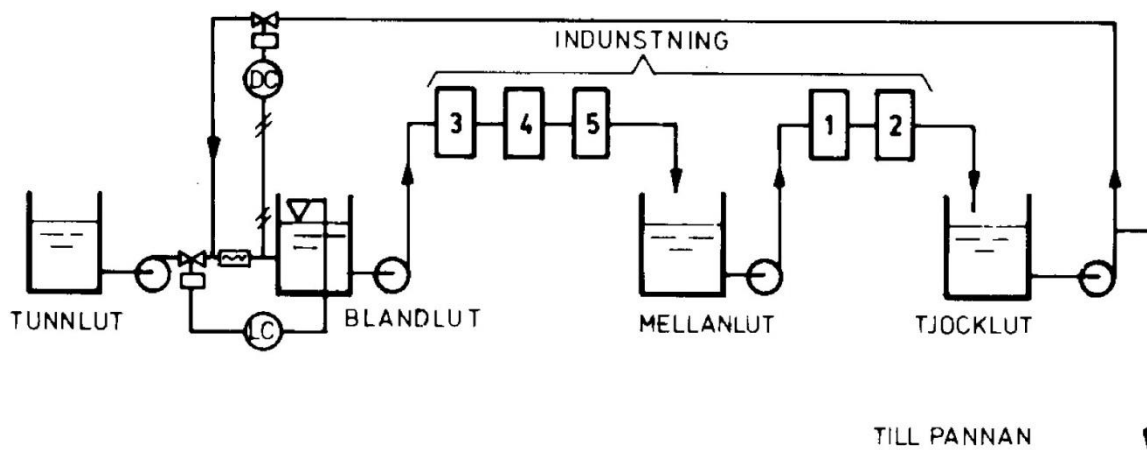 INDUNSTNING
DC
3 4 5
1 2
TUNNLUT
LC
BLANDLUT
MELLANLUT
TJOCKLUT
TILL PANNAN